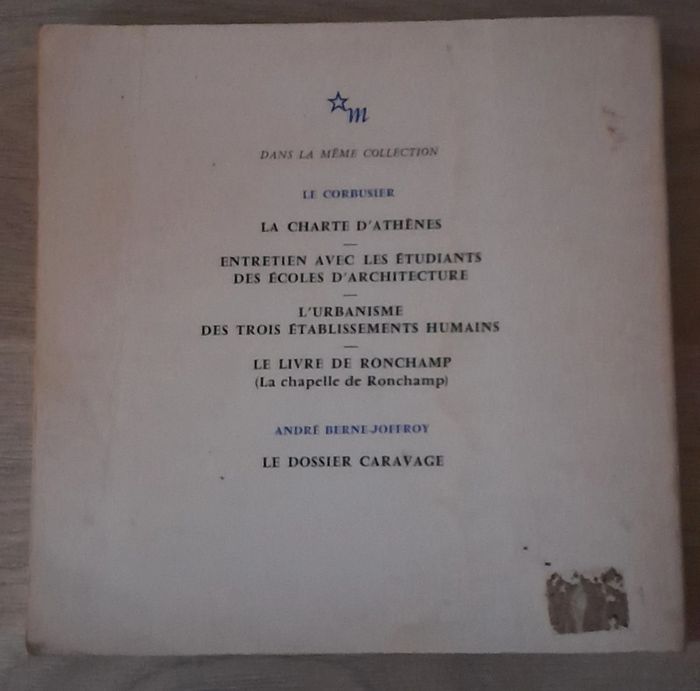 m
DANS LA MÊME COLLECTION
LE CORBUSIER
LA CHARTE D'ATHÈNES
ENTRETIEN AVEC LES ÉTUDIANTS
DES ÉCOLES D'ARCHITECTURE
L'URBANISME
DES TROIS ÉTABLISSEMENTS HUMAINS
LE LIVRE DE RONCHAMP
(La chapelle de Ronchamp)
ANDRÉ BERNE-JOFFROY
LE DOSSIER CARAVAGE